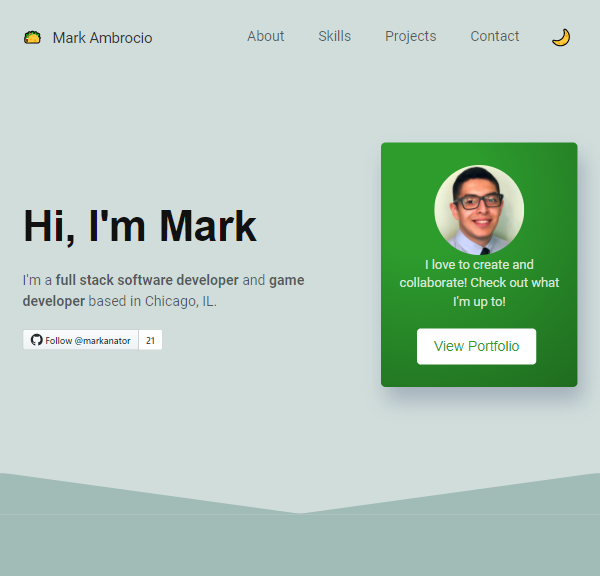 Mark Ambrocio
About
Skills
Projects
Contact
Hi, I'm Mark
I'm a full stack software developer and game
developer based in Chicago, IL.
Follow @markanator
21
I love to create and
collaborate! Check out what
I'm up to!
View Portfolio